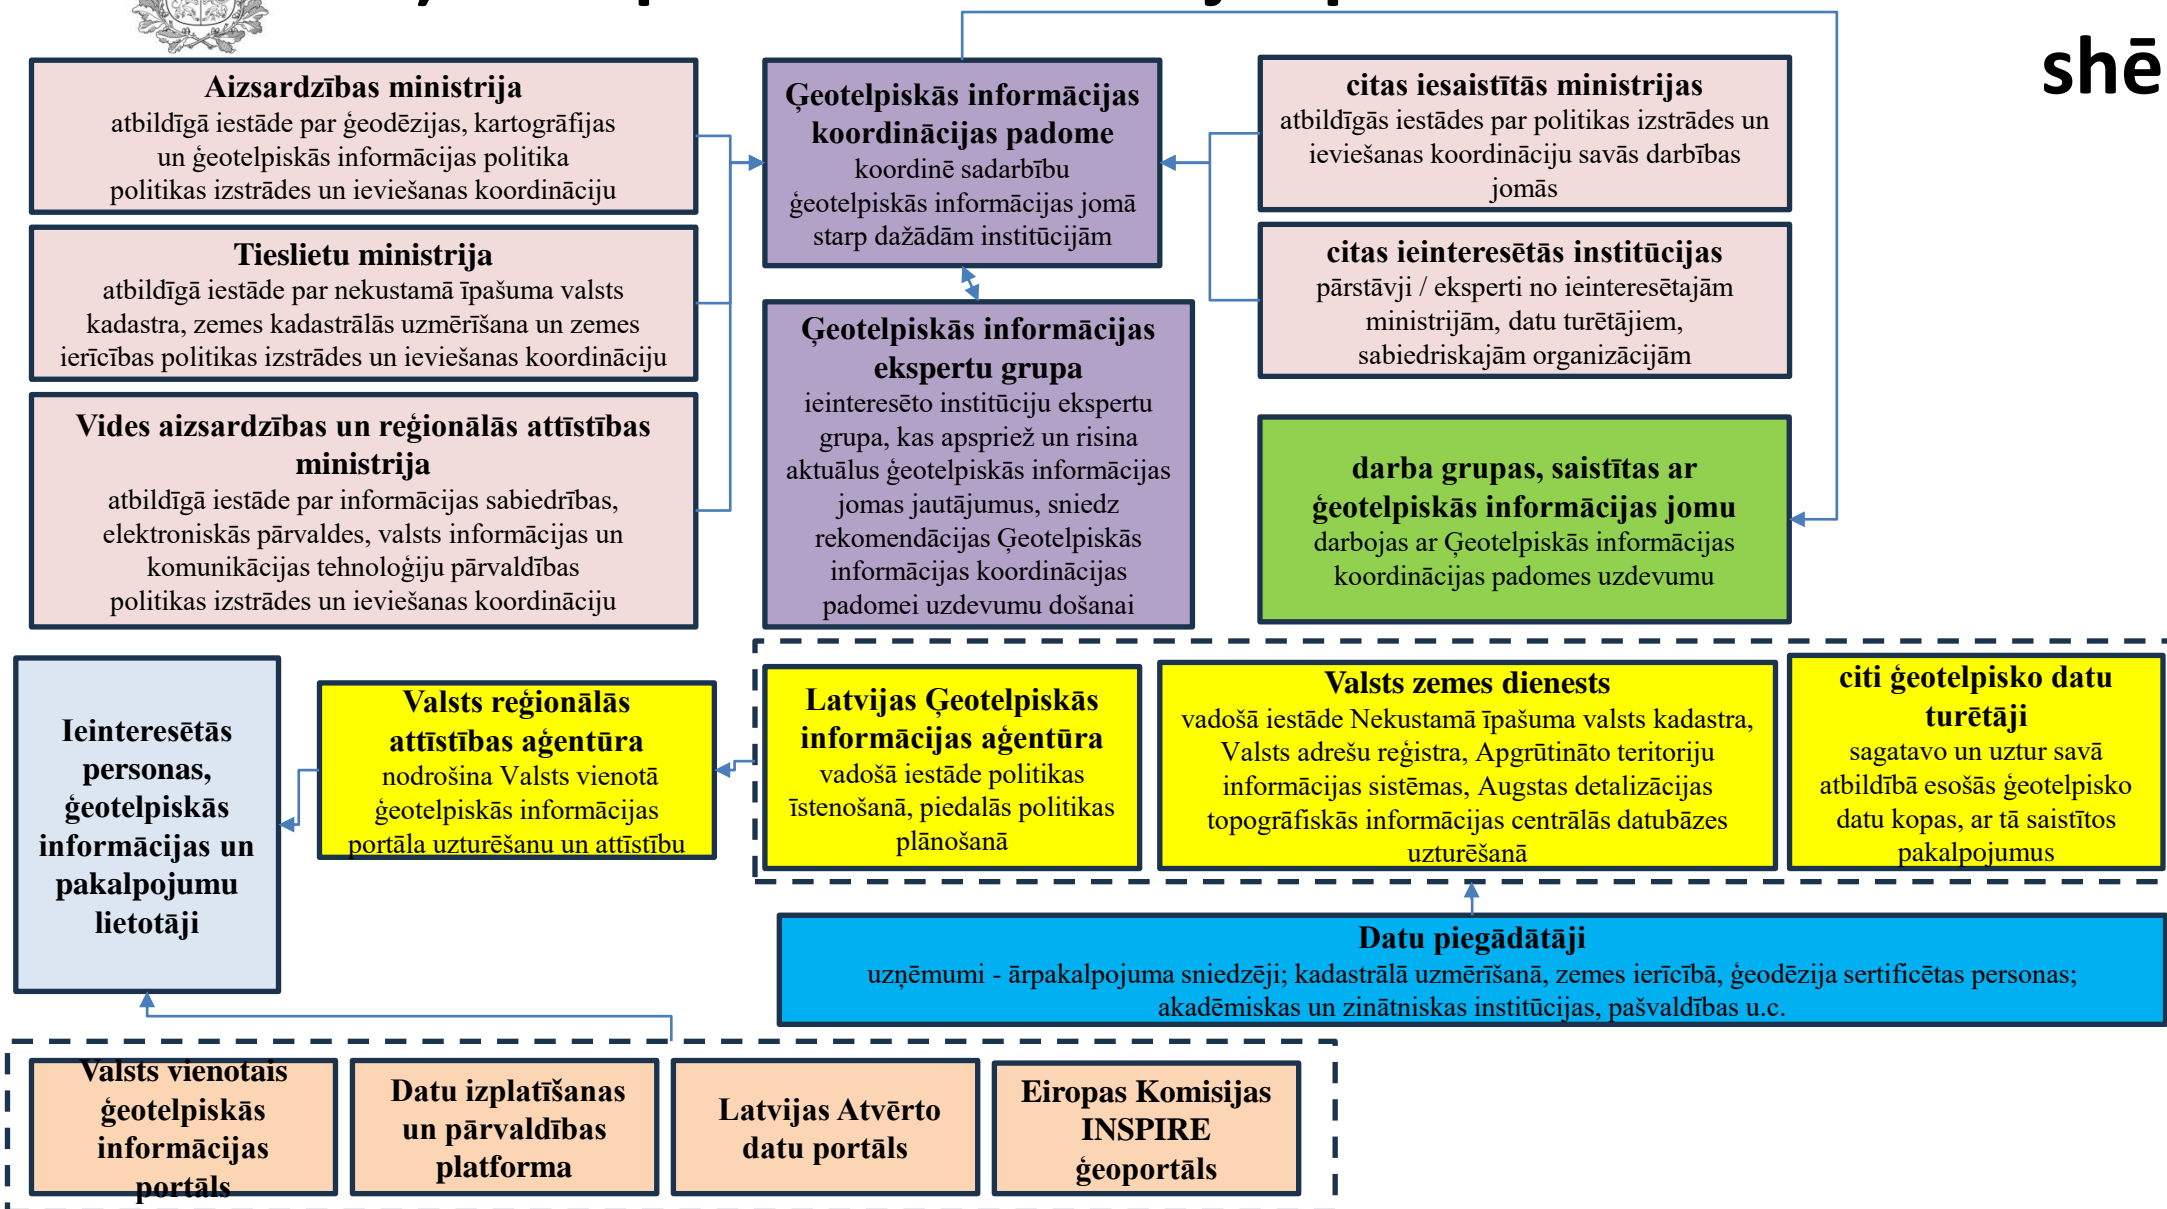 shē
Aizsardzības ministrija
atbildīgā iestāde par ģeodēzijas, kartogrāfijas
un ģeotelpiskās informācijas politika
politikas izstrādes un ieviešanas koordināciju
Tieslietu ministrija
atbildīgā iestāde par nekustamā īpašuma valsts
kadastra, zemes kadastrālās uzmērīšana un zemes
ierīcības politikas izstrādes un ieviešanas koordināciju
Vides aizsardzības un reģionālās attīstības
ministrija
atbildīgā iestāde par informācijas sabiedrības,
elektroniskās pārvaldes, valsts informācijas un
komunikācijas tehnoloģiju pārvaldības
politikas izstrādes un ieviešanas koordināciju
Ģeotelpiskās informācijas
koordinācijas padome
koordinē sadarbību
ģeotelpiskās informācijas jomā
starp dažādām institūcijām
Ģeotelpiskās informācijas
ekspertu grupa
ieinteresēto institūciju ekspertu
grupa, kas apspriež un risina
aktuālus ģeotelpiskās informācijas
jomas jautājumus, sniedz
rekomendācijas Ģeotelpiskās
informācijas koordinācijas
padomei uzdevumu došanai
citas iesaistītās ministrijas
atbildīgās iestādes par politikas izstrādes un
ieviešanas koordināciju savās darbības
jomās
citas ieinteresētās institūcijas
pārstāvji / eksperti no ieinteresētajām
ministrijām, datu turētājiem,
sabiedriskajām organizācijām
darba grupas, saistītas ar
ģeotelpiskās informācijas jomu
darbojas ar Ģeotelpiskās informācijas
koordinācijas padomes uzdevumu
Ieinteresētās
personas,
ģeotelpiskās
informācijas un
pakalpojumu
lietotāji
Valsts reģionālās
attīstības aģentūra
nodrošina Valsts vienotā
ģeotelpiskās informācijas
portāla uzturēšanu un attīstību
Latvijas Ģeotelpiskās
informācijas aģentūra
vadošā iestāde politikas
īstenošanā, piedalās politikas
plānošanā
Valsts zemes dienests
vadošā iestāde Nekustamā īpašuma valsts kadastra,
Valsts adrešu reģistra, Apgrūtināto teritoriju
informācijas sistēmas, Augstas detalizācijas
topogrāfiskās informācijas centrālās datubāzes
uzturēšanā
citi ģeotelpisko datu
turētāji
sagatavo un uztur savā
atbildībā esošās ģeotelpisko
datu kopas, ar tā saistītos
pakalpojumus
Datu piegādātāji
uzņēmumi - ārpakalpojuma sniedzēji; kadastrālā uzmērīšanā, zemes ierīcībā, ģeodēzija sertificētas personas;
akadēmiskas un zinātniskas institūcijas, pašvaldības u.c.
Valsts vienotais
ģeotelpiskās
informācijas
portāls
Datu izplatīšanas
un pārvaldības
platforma
Latvijas Atvērto
datu portāls
Eiropas Komisijas
INSPIRE
ģeoportāls